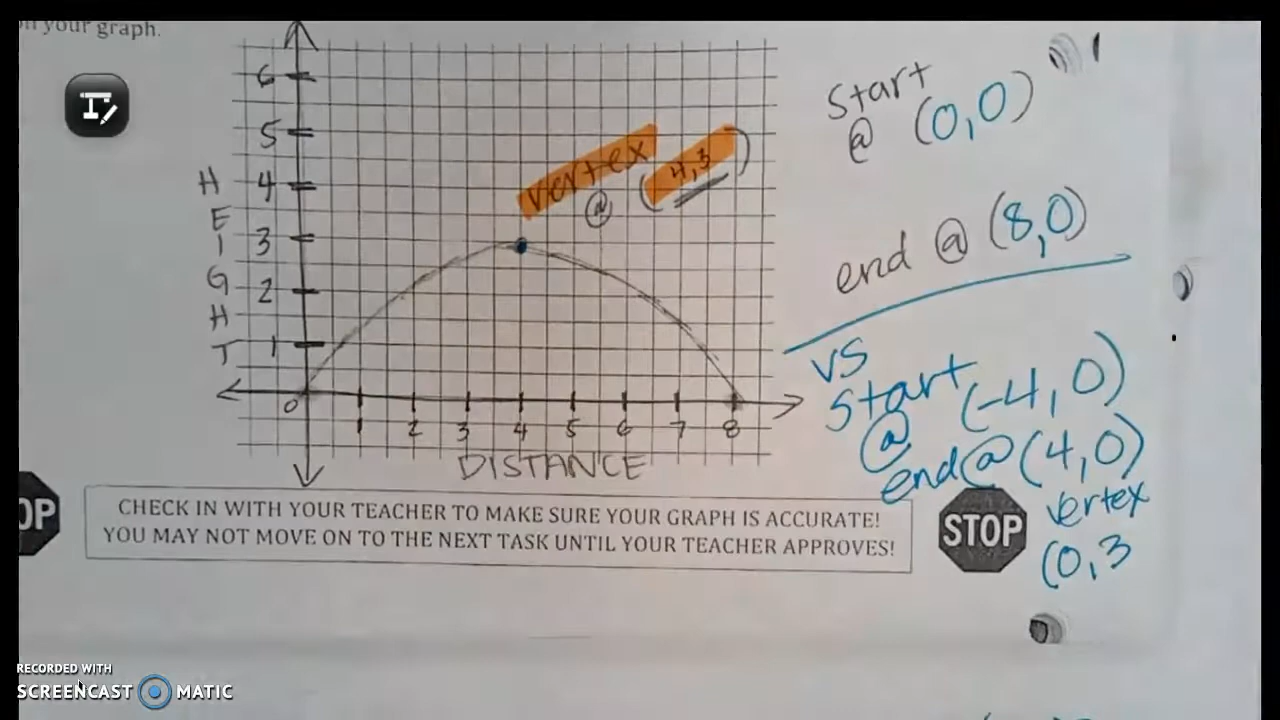 on your graph.
6
5
4
3
2
1
0
HEIGHT
vertex
@ (4,3)
1 2 3 4 5 6 7 8
DISTANCE
Start
@ (0,0)
end @ (8,0)
VS
Start (-4,0)
@
end@ (4,0)
vertex
(0,3
OP
CHECK IN WITH YOUR TEACHER TO MAKE SURE YOUR GRAPH IS ACCURATE!
YOU MAY NOT MOVE ON TO THE NEXT TASK UNTIL YOUR TEACHER APPROVES!
STOP
RECORDED WITH
SCREENCAST MATIC